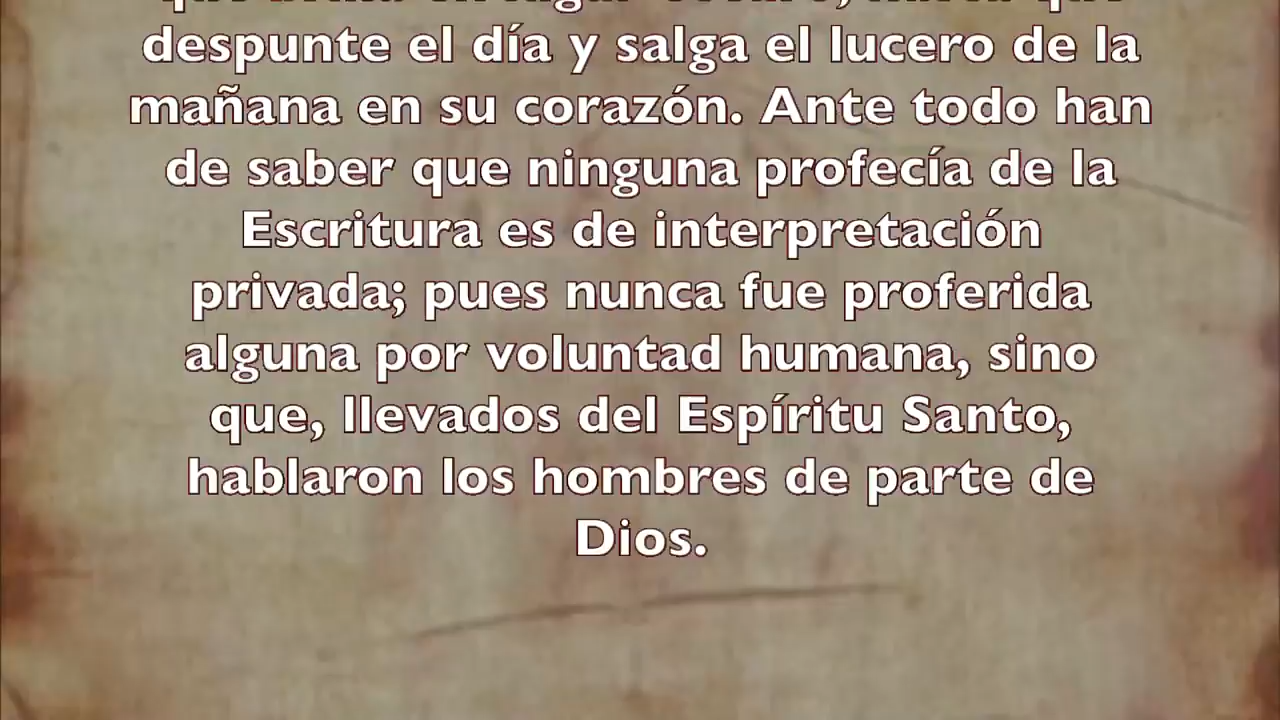 despunte el día y salga el lucero de la
mañana en su corazón. Ante todo han
de saber que ninguna profecía de la
Escritura es de interpretación
privada; pues nunca fue proferida
alguna por voluntad humana, sino
que, llevados del Espíritu Santo,
hablaron los hombres de parte de
Dios.